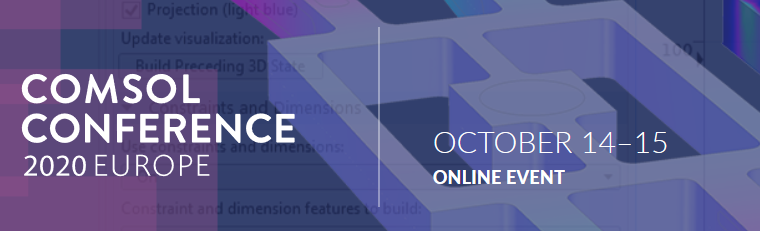 Projection (light blue)
Update visualization:
Build Preceding 3D State
Constraints and Dimensions
Use constraints and dimensions:
Constraint and dimension features to build:
100
COMSOL
CONFERENCE
2020 EUROPE
OCTOBER 14–15
ONLINE EVENT